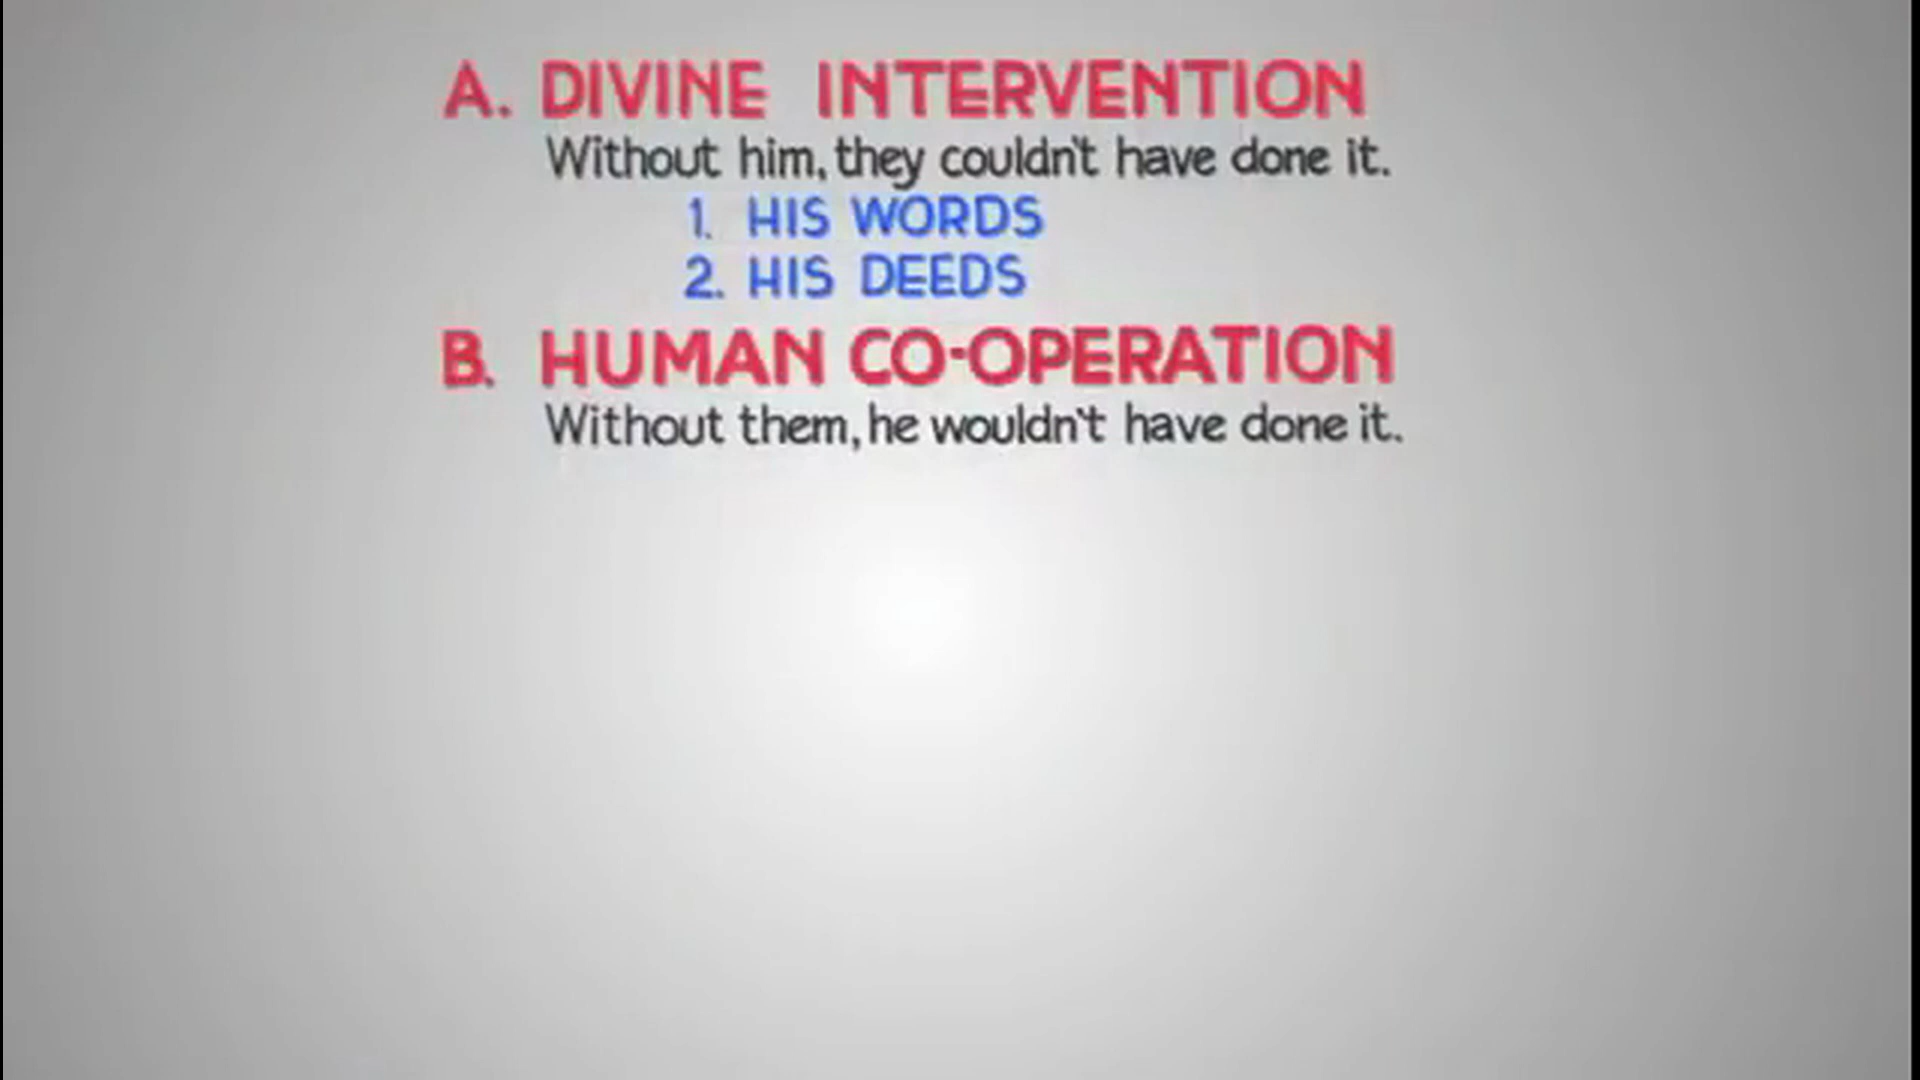 A. DIVINE INTERVENTION
Without him, they couldn't have done it.
1. HIS WORDS
2. HIS DEEDS
B. HUMAN CO-OPERATION
Without them, he wouldn't have done it.